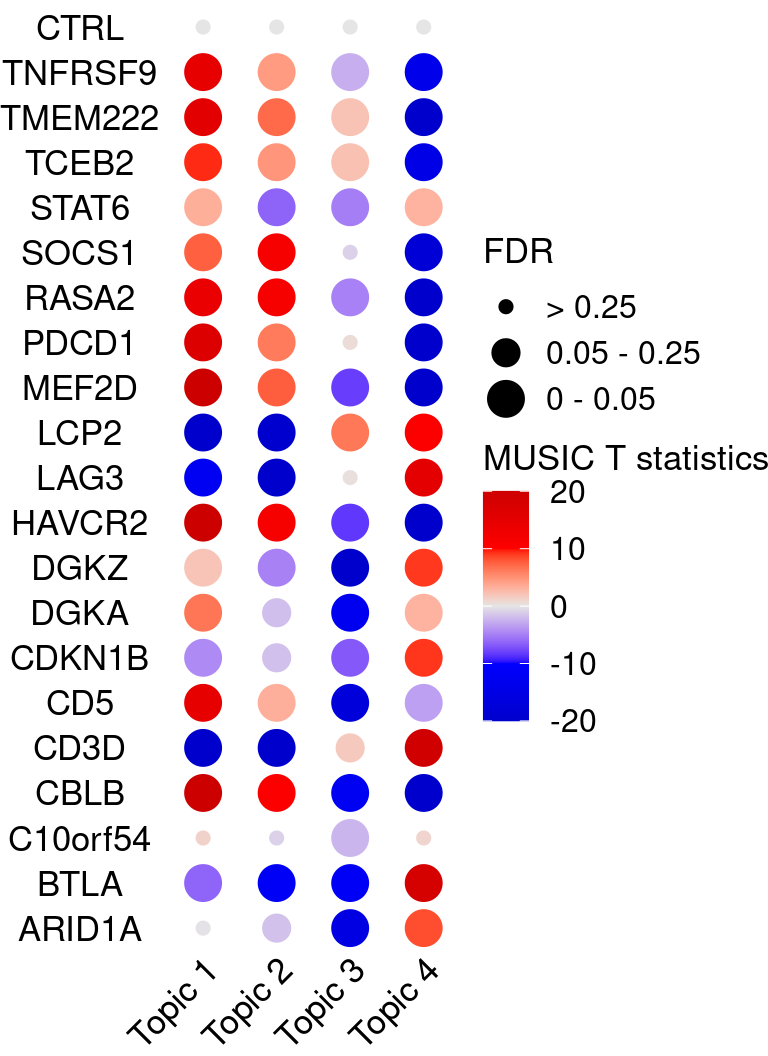 CTRL
TNFRSF9
TMEM222
TCEB2
STAT6
SOCS1
RASA2
PDCD1
MEF2D
LCP2
LAG3
HAVCR2
DGKZ
DGKA
CDKN1B
CD5
CD3D
CBLB
C10orf54
BTLA
ARID1A
Topic 1
Topic 2
Topic 3
Topic 4
FDR
> 0.25
0.05 - 0.25
0 - 0.05
MUSIC T statistics
20
10
0
-10
-20